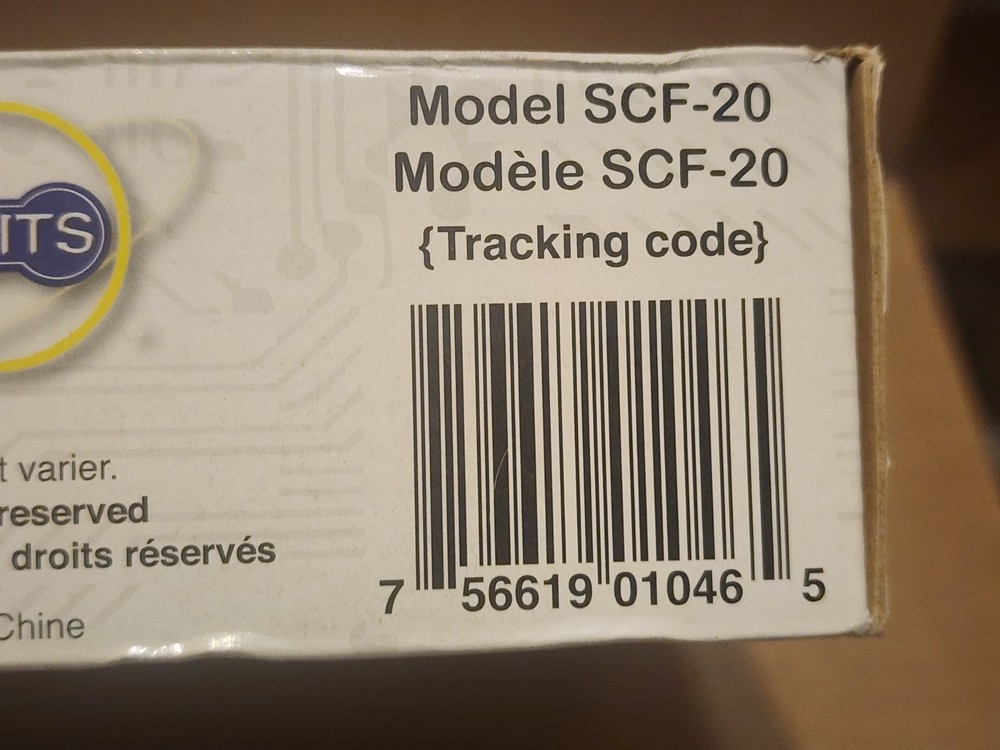 Model SCF-20
Modèle SCF-20
{Tracking code}
ITS
t varier.
reserved
droits réservés
Chine
7 56619 01046 5